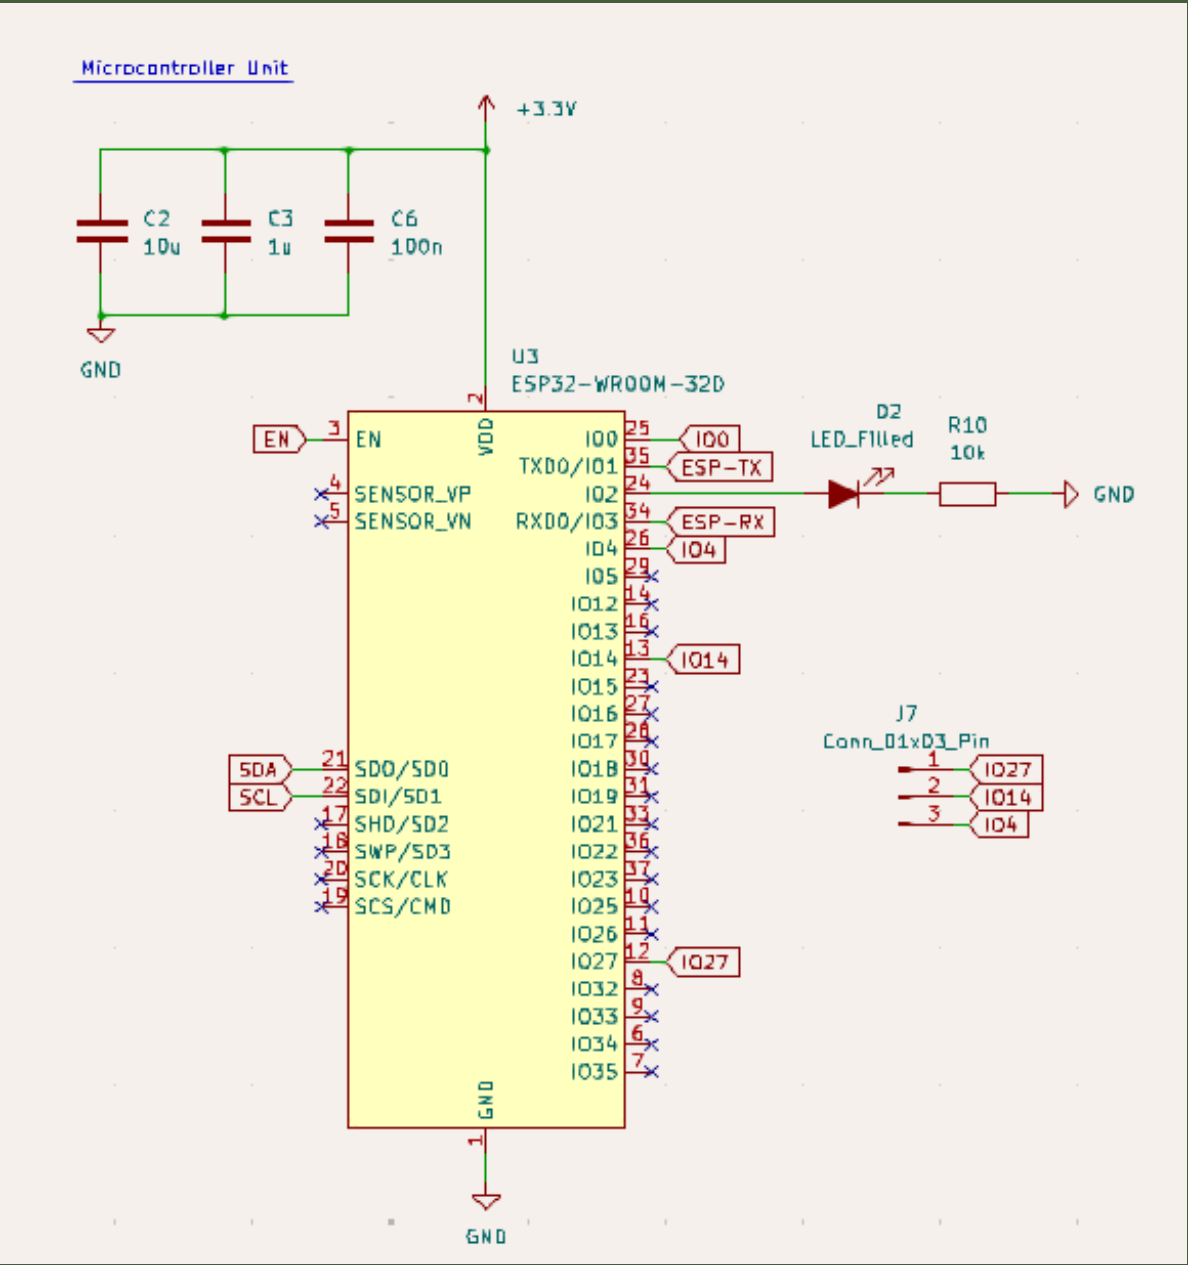 Microcontroller Unit
+3.3V
C2
10u
C3
1u
C6
100n
GND
U3
ESP32-WROOM-32D
2
VDD
EN
3
EN
4
SENSOR_VP
5
SENSOR_VN
SDA
21
SDO/SD0
SCL
22
SDI/SD1
17
SHD/SD2
18
SWP/SD3
20
SCK/CLK
19
SCS/CMD
IO0
25
IO0
TXD0/IO1
35
ESP-TX
IO2
24
RXD0/IO3
34
ESP-RX
IO4
26
IO4
IO5
29
IO12
14
IO13
16
IO14
13
IO14
IO15
23
IO16
27
IO17
28
IO18
30
IO19
31
IO21
33
IO22
36
IO23
37
IO25
10
IO26
11
IO27
12
IO27
IO32
8
IO33
9
IO34
6
IO35
7
GND
1
GND
D2
LED_Filled
R10
10k
GND
J7
Conn_01x03_Pin
1
IO27
2
IO14
3
IO4